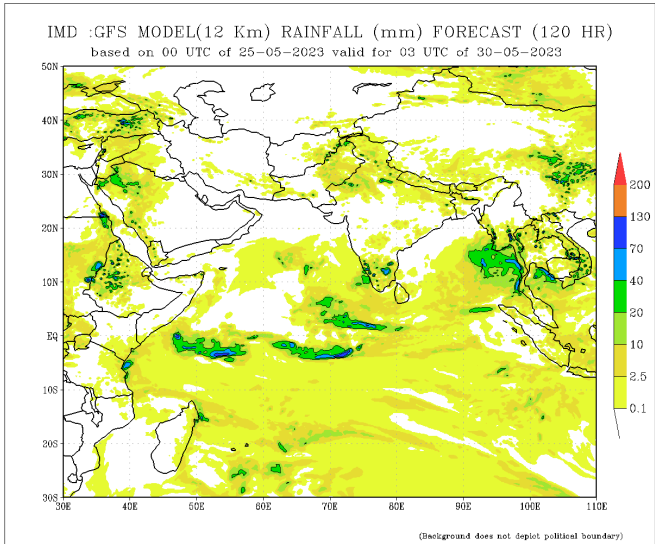 IMD :GFS MODEL(12 Km) RAINFALL (mm) FORECAST (120 HR)
based on 00 UTC of 25-05-2023 valid for 03 UTC of 30-05-2023
50N
40N
30N
20N
10N
EQ
10S
20S
30S
30E
40E
50E
60E
70E
80E
90E
100E
110E
200
130
70
40
20
10
2.5
0.1
(Background does not depict political boundary)